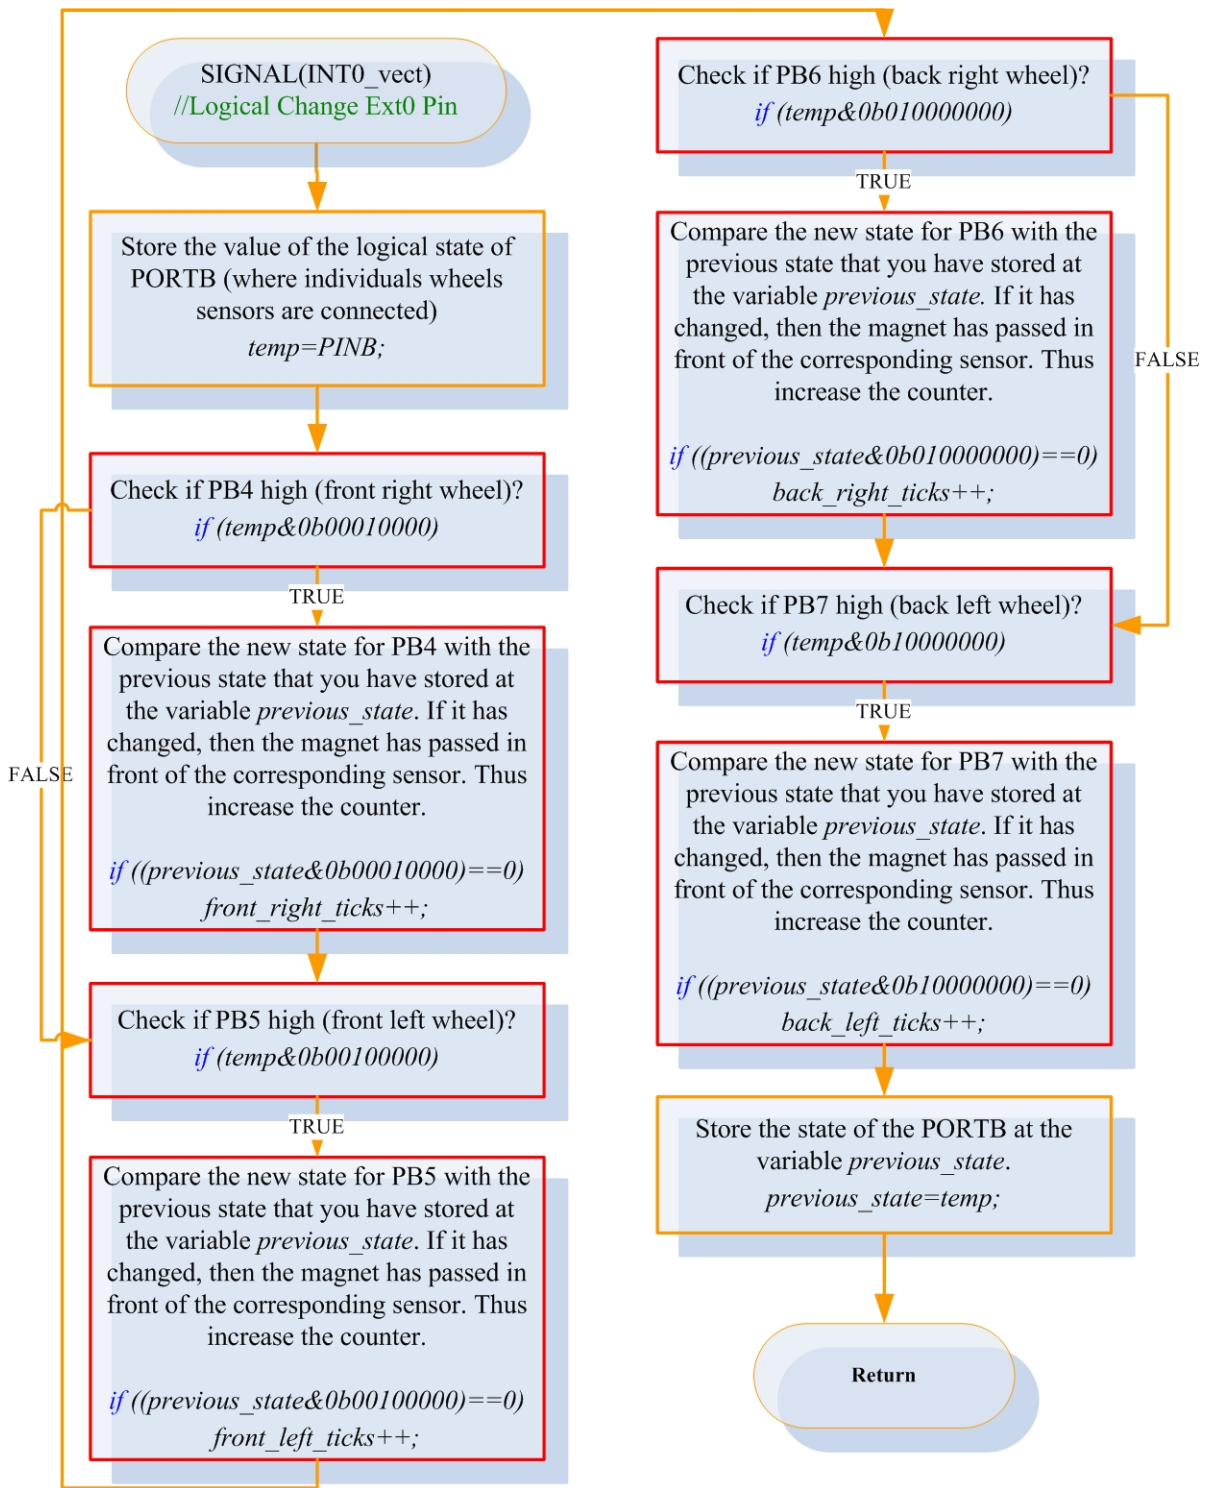 SIGNAL(INT0_vect)
//Logical Change Ext0 Pin
Store the value of the logical state of
PORTB (where individuals wheels
sensors are connected)
temp=PINB;
Check if PB4 high (front right wheel)?
if (temp&0b00010000)
TRUE
FALSE
Compare the new state for PB4 with the
previous state that you have stored at
the variable previous_state. If it has
changed, then the magnet has passed in
front of the corresponding sensor. Thus
increase the counter.
if ((previous_state&0b00010000)==0)
front_right_ticks++;
Check if PB5 high (front left wheel)?
if (temp&0b00100000)
TRUE
Compare the new state for PB5 with the
previous state that you have stored at
the variable previous_state. If it has
changed, then the magnet has passed in
front of the corresponding sensor. Thus
increase the counter.
if ((previous_state&0b00100000)==0)
front_left_ticks++;
Check if PB6 high (back right wheel)?
if (temp&0b010000000)
TRUE
FALSE
Compare the new state for PB6 with the
previous state that you have stored at
the variable previous_state. If it has
changed, then the magnet has passed in
front of the corresponding sensor. Thus
increase the counter.
if ((previous_state&0b010000000)==0)
back_right_ticks++;
Check if PB7 high (back left wheel)?
if (temp&0b10000000)
TRUE
Compare the new state for PB7 with the
previous state that you have stored at
the variable previous_state. If it has
changed, then the magnet has passed in
front of the corresponding sensor. Thus
increase the counter.
if ((previous_state&0b10000000)==0)
back_left_ticks++;
Store the state of the PORTB at the
variable previous_state.
previous_state=temp;
Return